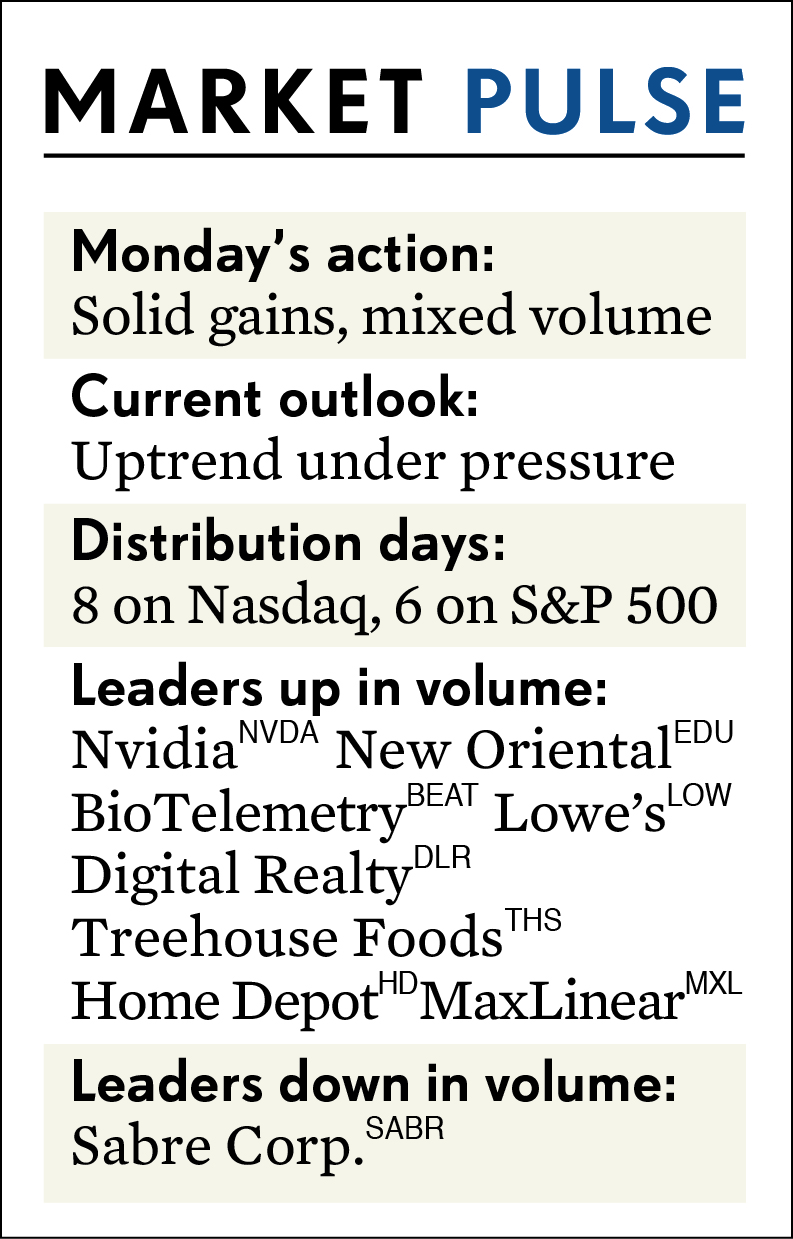 MARKET PULSE
Monday’s action:
Solid gains, mixed volume
Current outlook:
Uptrend under pressure
Distribution days:
8 on Nasdaq, 6 on S&P 500
Leaders up in volume:
Nvidia NVDA New Oriental EDU
BioTelemetry BEAT Lowe’s LOW
Digital Realty DLR
Treehouse Foods THS
Home Depot HD MaxLinear MXL
Leaders down in volume:
Sabre Corp. SABR